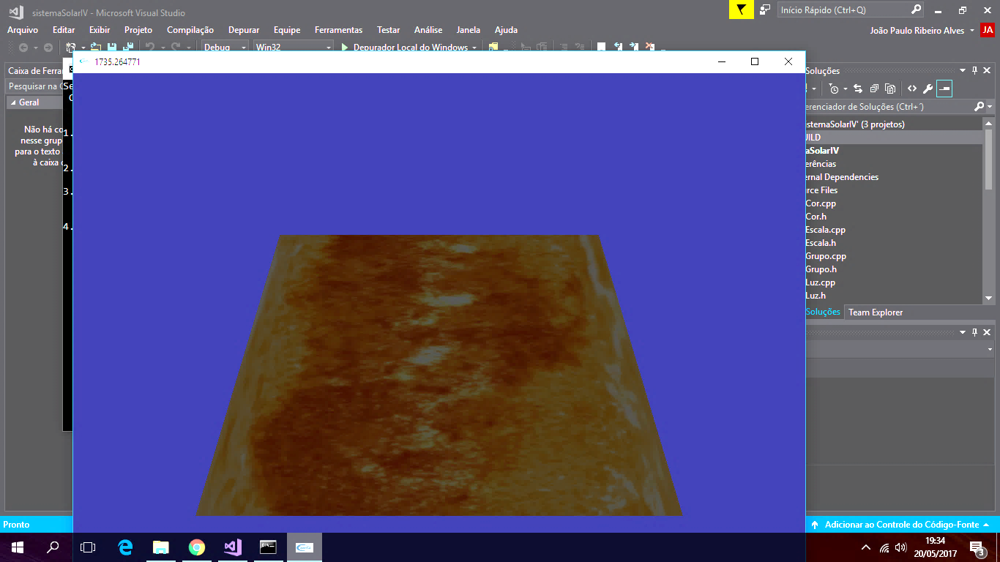 sistemaSolarIV - Microsoft Visual Studio
Início Rápido (Ctrl+Q)
Arquivo Editar Exibir Projeto Compilação Depurar Equipe Ferramentas Testar Análise Janela Ajuda
João Paulo Ribeiro Alves JA
Debug Win32 Depurador Local do Windows
1735.264771
Caixa de Ferra
Soluções
Pesquisar na C
Se
Geral
C
erenciador de Soluções (Ctrl+´)
Não há co
nesse grup
para o texto
à caixa
1.
2.
3.
4.
stemaSolarIV' (3 projetos)
UILD
aSolarIV
erências
ernal Dependencies
rce Files
Cor.cpp
Cor.h
Escala.cpp
Escala.h
Grupo.cpp
Grupo.h
Luz.cpp
Luz.h
Soluções Team Explorer
Pronto
Adicionar ao Controle do Código-Fonte
19:34
20/05/2017
3